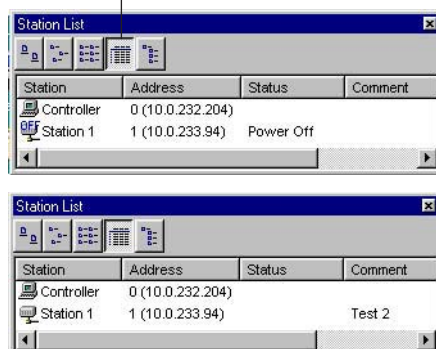 Station List
Station Address Status Comment
Controller 0 (10.0.232.204)
OFF Station 1 1 (10.0.233.94) Power Off
Station List
Station Address Status Comment
Controller 0 (10.0.232.204)
Station 1 1 (10.0.233.94) Test 2